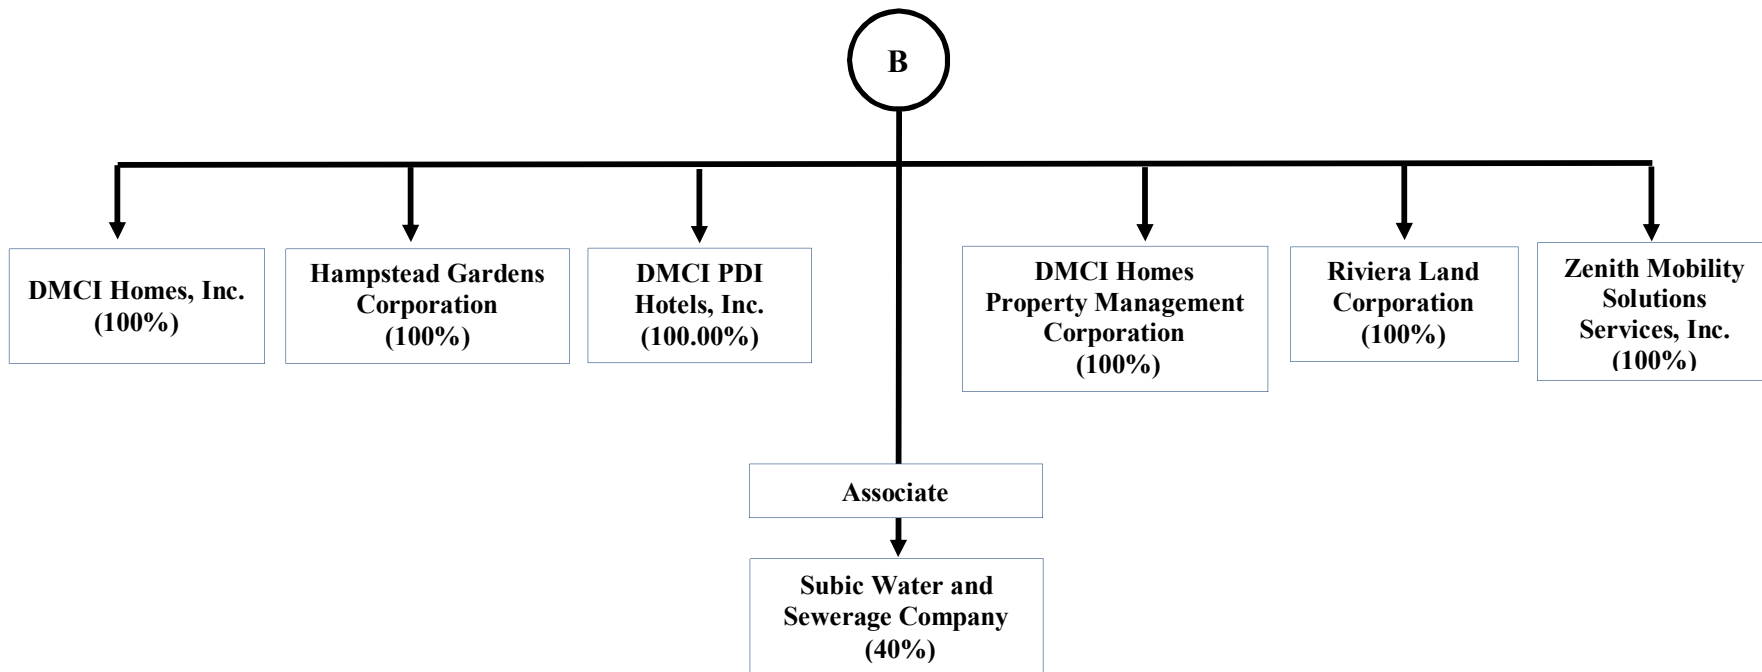 B
DMCI Homes, Inc.
(100%)
Hampstead Gardens
Corporation
(100%)
DMCI PDI
Hotels, Inc.
(100.00%)
DMCI Homes
Property Management
Corporation
(100%)
Riviera Land
Corporation
(100%)
Zenith Mobility
Solutions
Services, Inc.
(100%)
Associate
Subic Water and
Sewerage Company
(40%)